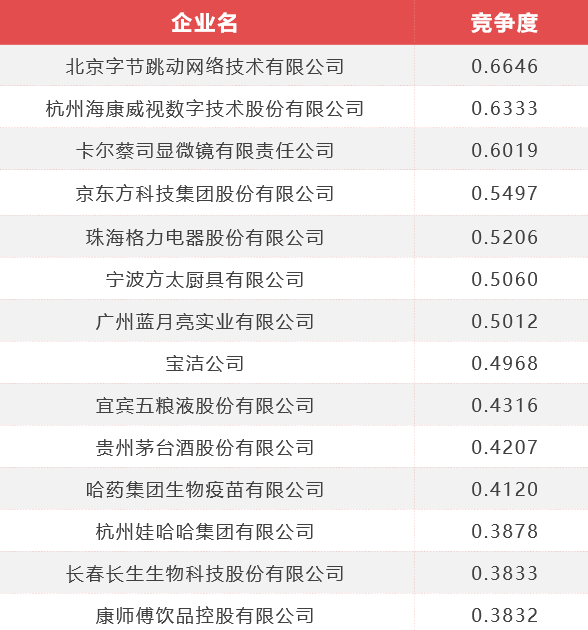 企业名 竞争度
北京字节跳动网络技术有限公司 0.6646
杭州海康威视数字技术股份有限公司 0.6333
卡尔蔡司显微镜有限责任公司 0.6019
京东方科技集团股份有限公司 0.5497
珠海格力电器股份有限公司 0.5206
宁波方太厨具有限公司 0.5060
广州蓝月亮实业有限公司 0.5012
宝洁公司 0.4968
宜宾五粮液股份有限公司 0.4316
贵州茅台酒股份有限公司 0.4207
哈药集团生物疫苗有限公司 0.4120
杭州娃哈哈集团有限公司 0.3878
长春长生生物科技股份有限公司 0.3833
康师傅饮品控股有限公司 0.3832